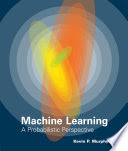 Machine Learning
A Probabilistic Perspective
Kevin P. Murphy